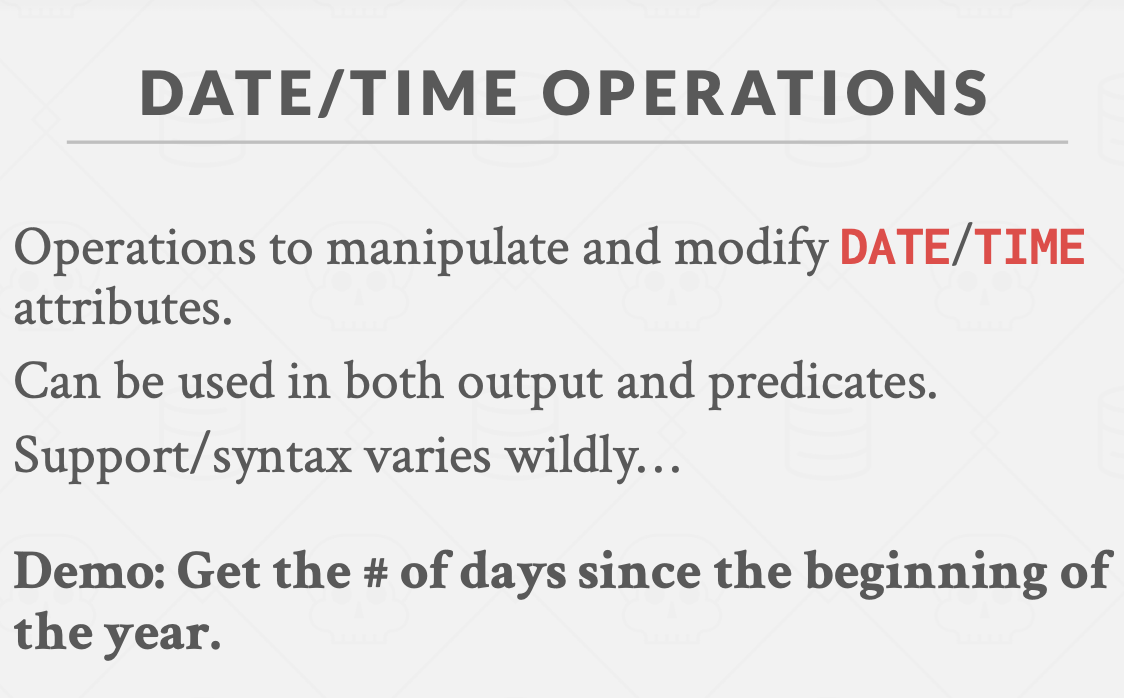 DATE/TIME OPERATIONS
Operations to manipulate and modify DATE/TIME
attributes.
Can be used in both output and predicates.
Support/syntax varies wildly…
Demo: Get the # of days since the beginning of
the year.